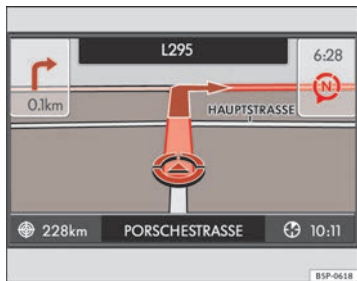 L295
6:28
0.1km
N
HAUPTSTRASSE
228km
PORSCHESTRASSE
10:11
B5P-0618